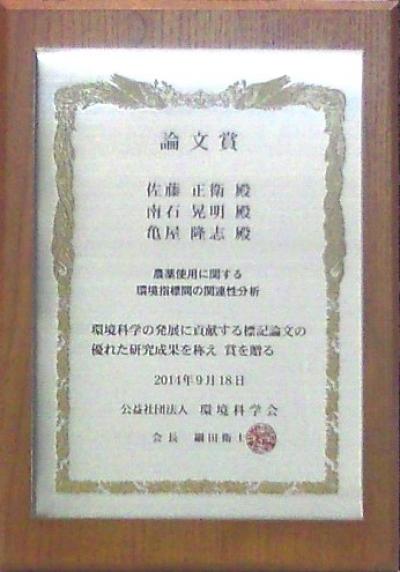 論文賞
佐藤 正衛 殿
南石 晃明 殿
亀屋 隆志 殿
農薬使用に関する
環境指標間の関連性分析
環境科学の発展に貢献する標記論文の
優れた研究成果を称え 賞を贈る
2014年9月18日
公益社団法人 環境科学会
会長 細田衛士